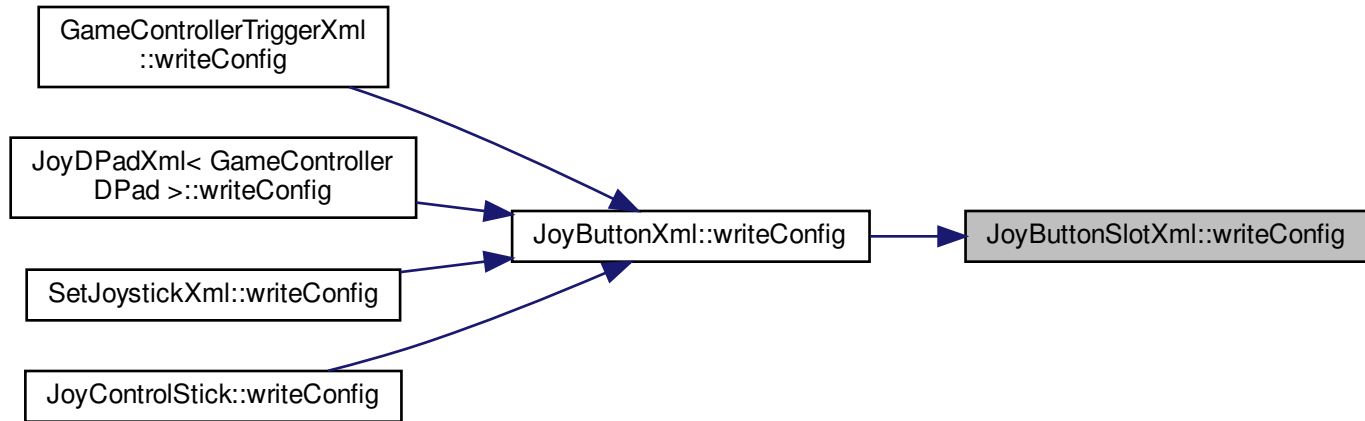 GameControllerTriggerXml
::writeConfig
JoyDPadXml< GameController
DPad >::writeConfig
SetJoystickXml::writeConfig
JoyControlStick::writeConfig
JoyButtonXml::writeConfig
JoyButtonSlotXml::writeConfig